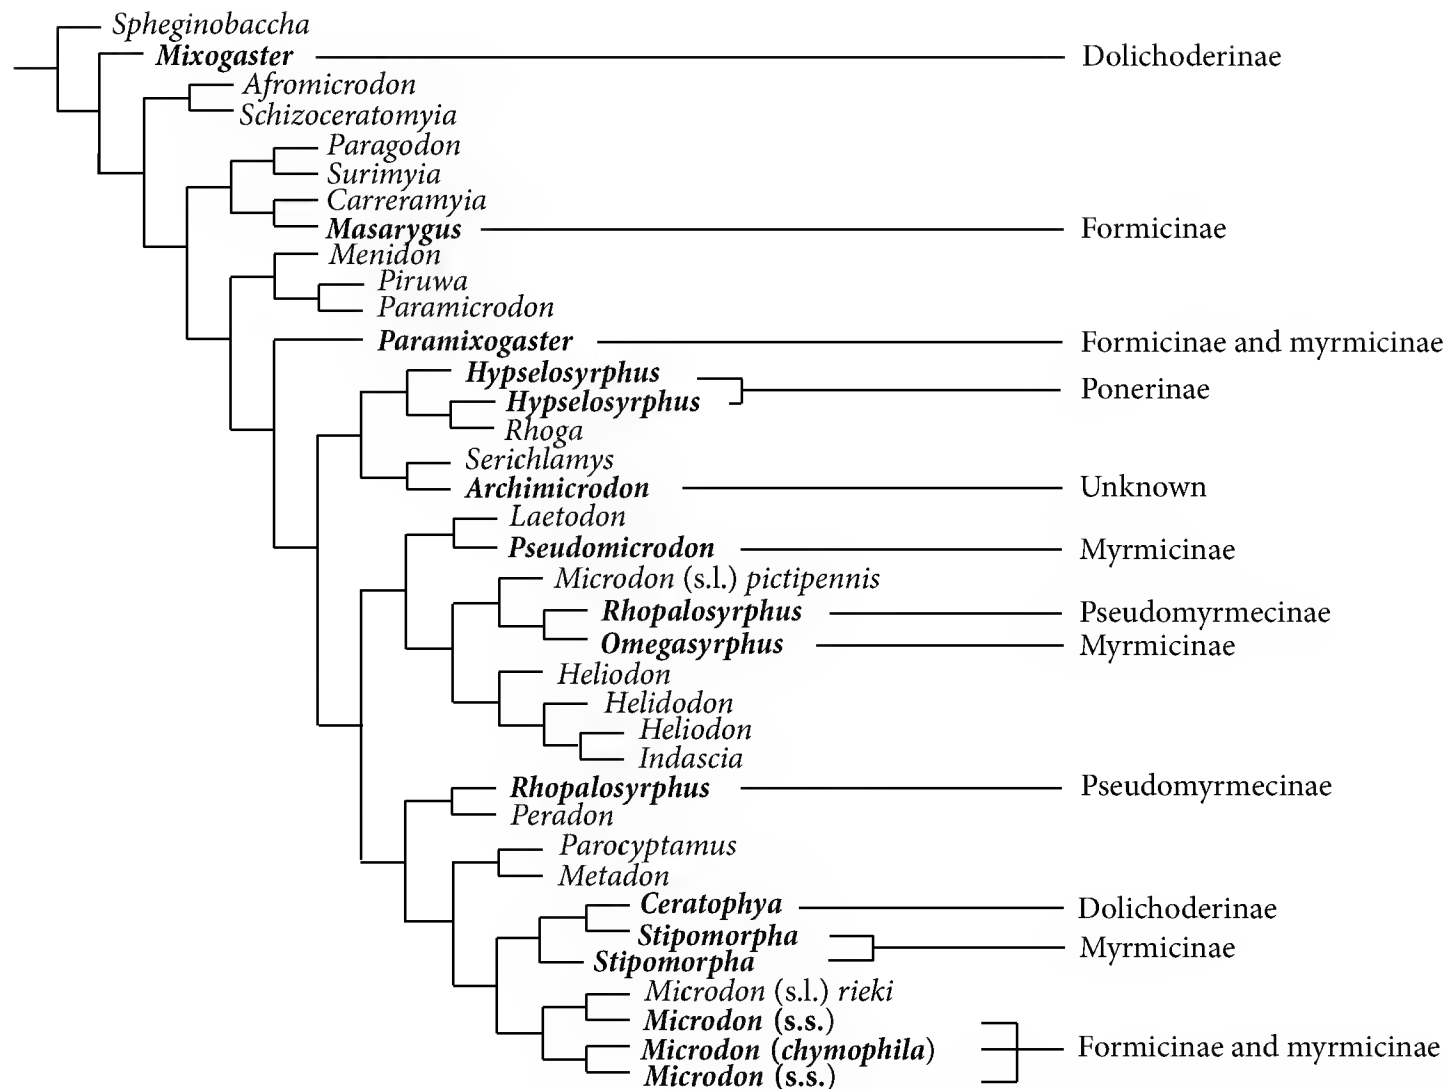 Spheginobaccha
Mixogaster Dolichoderinae
Afromicrodon
Schizoceratomyia
Paragodon
Surimyia
Carreramyia
Masarygus Formicinae
Menidon
Piruwa
Paramicrodon
Paramixogaster Formicinae and myrmicinae
Hypselosyrphus
Ponerinae
Hypselosyrphus
Rhoga
Serichlamys
Archimicrodon Unknown
Laetodon
Pseudomicrodon Myrmicinae
Microdon (s.l.) pictipennis
Rhopalosyrphus Pseudomyrmecinae
Omegasyrphus Myrmicinae
Heliodon
Helidodon
Heliodon
Indascia
Rhopalosyrphus Pseudomyrmecinae
Peradon
Parocyptamus
Metadon
Ceratophya Dolichoderinae
Stipomorpha
Myrmicinae
Stipomorpha
Microdon (s.l.) rieki
Microdon (s.s.)
Microdon (chymophila) Formicinae and myrmicinae
Microdon (s.s.)